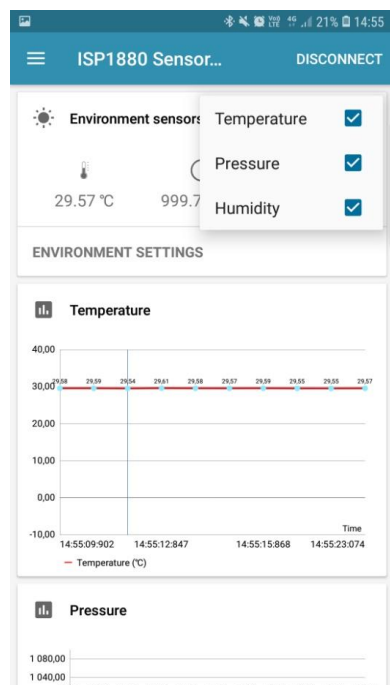 VoD LTE 4G 21% 14:55
ISP1880 Sensor... DISCONNECT
Environment sensors
Temperature
Pressure
Humidity
29.57 °C 999.7
ENVIRONMENT SETTINGS
Temperature
40,00
30,00
29,58 29,59 29,54 29,61 29,58 29,57 29,59 29,55 29,55 29,57
20,00
10,00
0,00
-10,00
Time
14:55:09:902 14:55:12:847 14:55:15:868 14:55:23:074
Temperature (°C)
Pressure
1 080,00
1 040,00